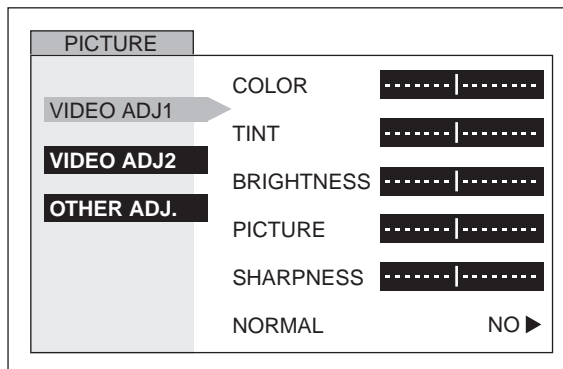 PICTURE
VIDEO ADJ1
VIDEO ADJ2
OTHER ADJ.
COLOR
TINT
BRIGHTNESS
PICTURE
SHARPNESS
NORMAL NO